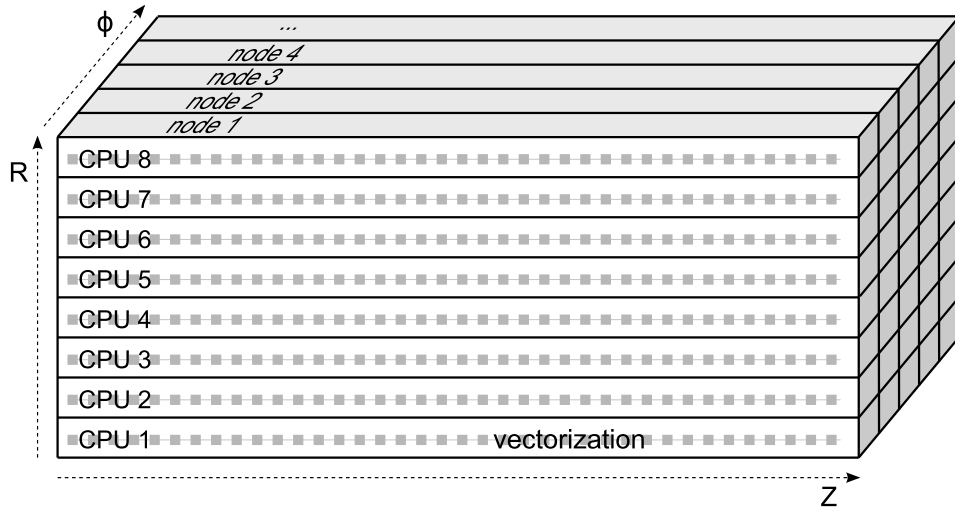 ϕ
...
node 4
node 3
node 2
node 1
R
CPU 8
CPU 7
CPU 6
CPU 5
CPU 4
CPU 3
CPU 2
CPU 1 vectorization
Z